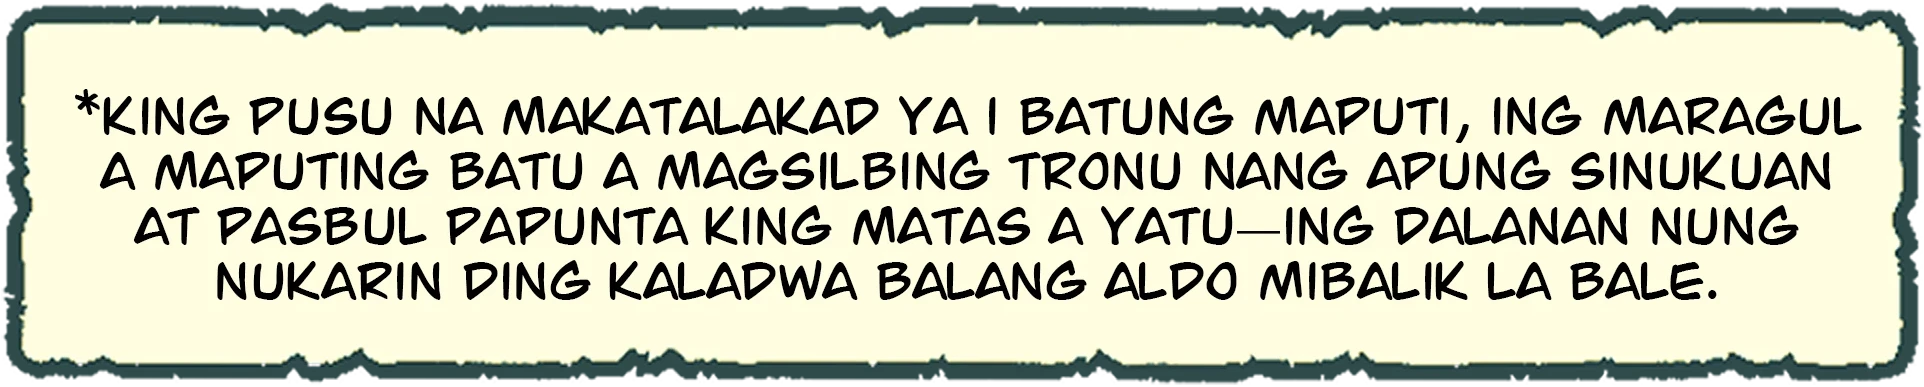 *KING PUSU NA MAKATALAKAD YA I BATUNG MAPUTI, ING MARAGUL
A MAPUTING BATU A MAGSILBING TRONU NANG APUNG SINUKUAN
AT PASBUL PAPUNTA KING MATAS A YATU—ING DALANAN NUNG
NUKARIN DING KALADWA BALANG ALDO MIBALIK LA BALE.